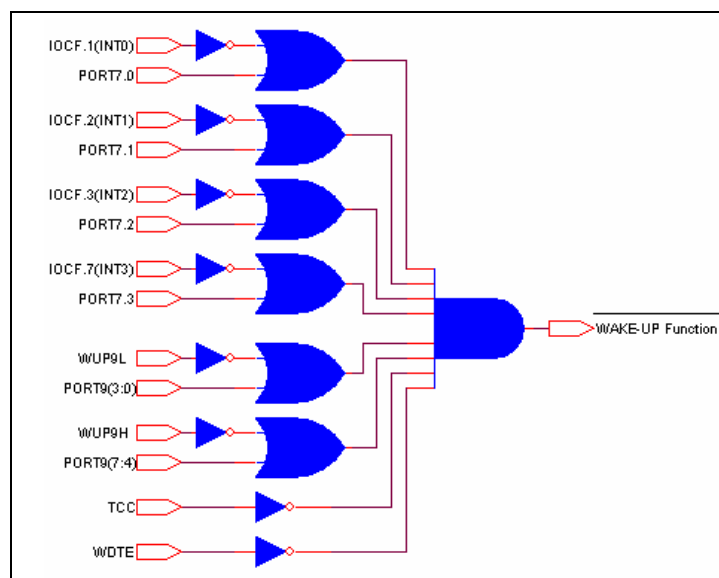 IOCF.1(INT0)
PORT7.0
IOCF.2(INT1)
PORT7.1
IOCF.3(INT2)
PORT7.2
IOCF.7(INT3)
PORT7.3
WAKE-UP Function
WUP9L
PORT9(3:0)
WUP9H
PORT9(7:4)
TCC
WDTE